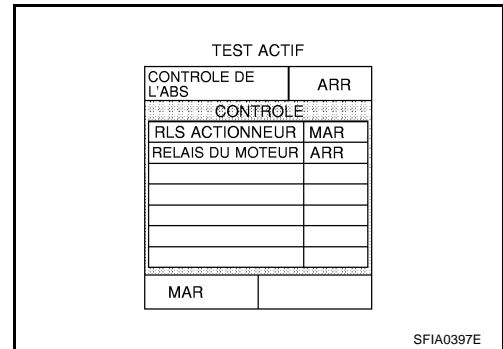 TEST ACTIF
CONTROLE DE L'ABS ARR
CONTROLE
RLS ACTIONNEUR MAR
RELAIS DU MOTEUR ARR
MAR
SFIA0397E